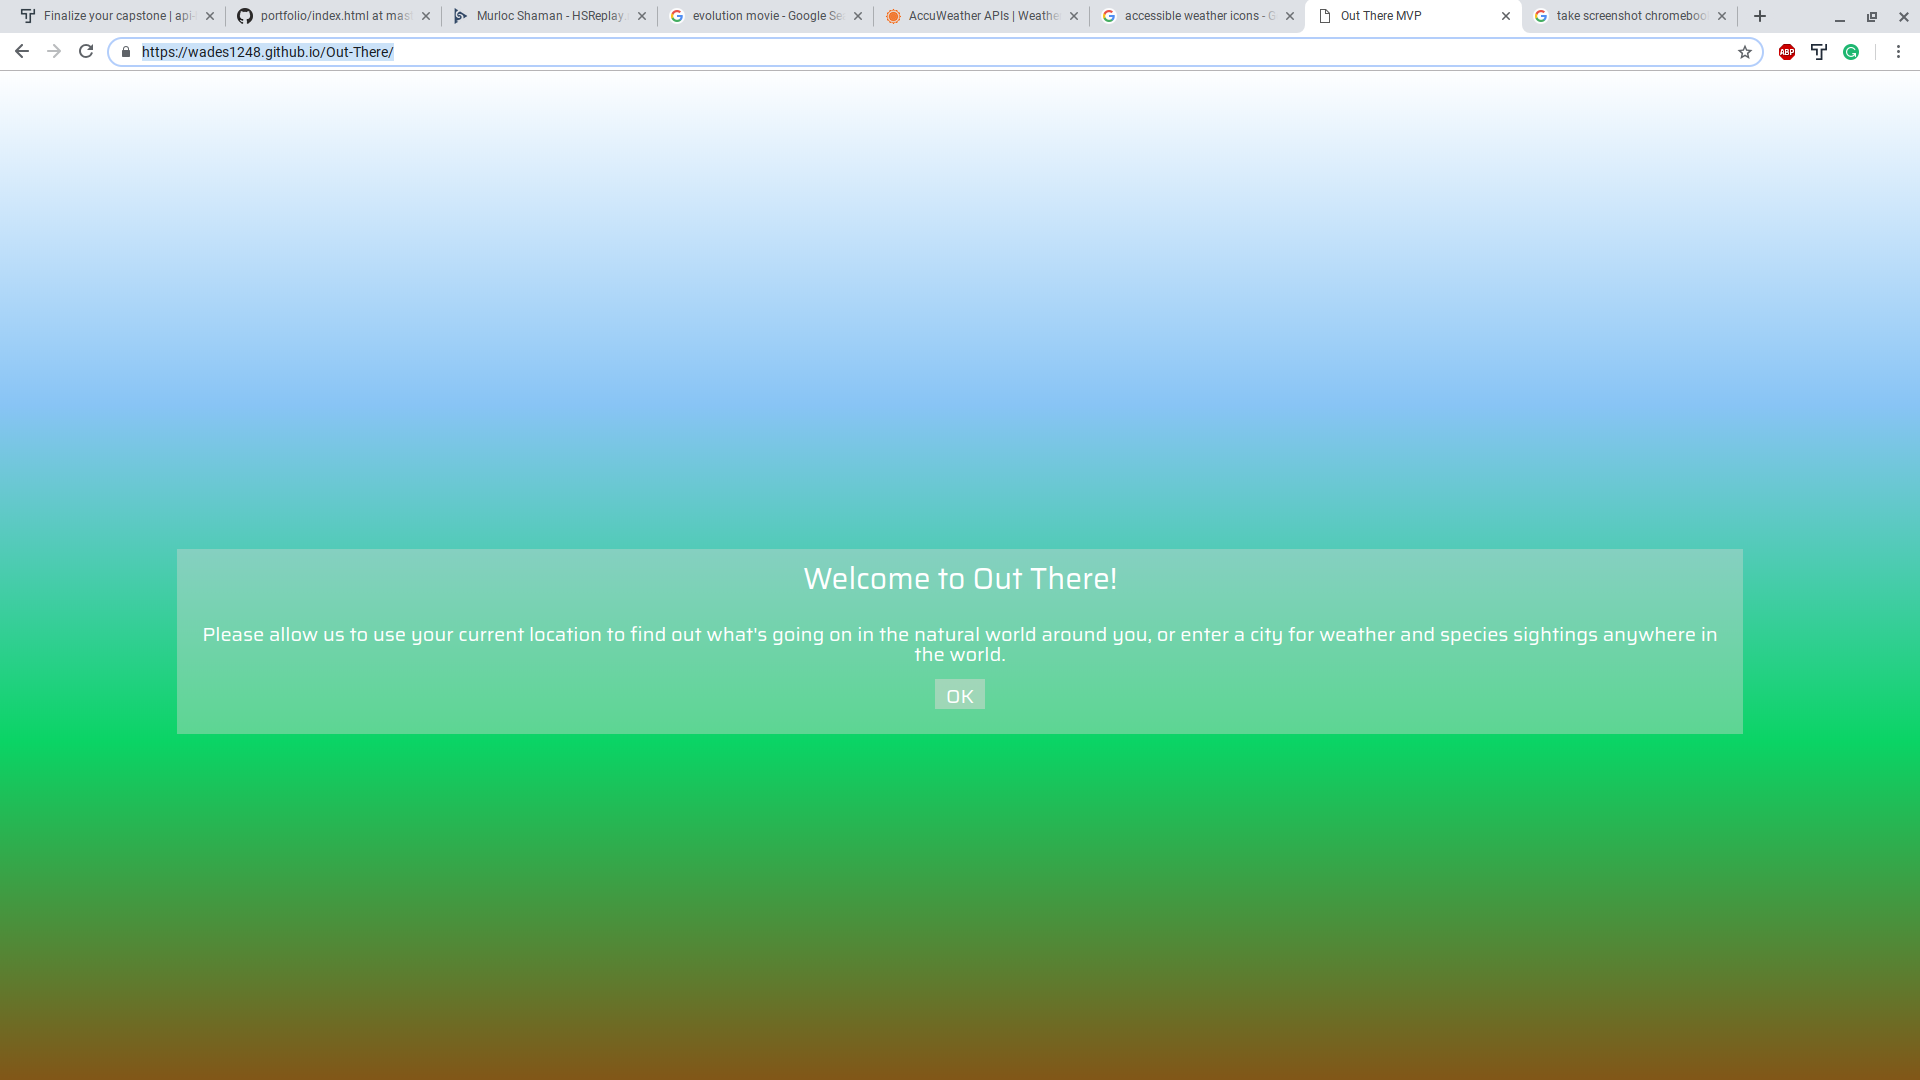 Finalize your capstone | api-
portfolio/index.html at mas
Murloc Shaman - HSReplay.
evolution movie - Google Se
AccuWeather APIs | Weathe
accessible weather icons - G
Out There MVP
take screenshot chromeboo
https://wades1248.github.io/Out-There/
ABP
Welcome to Out There!
Please allow us to use your current location to find out what's going on in the natural world around you, or enter a city for weather and species sightings anywhere in
the world.
OK